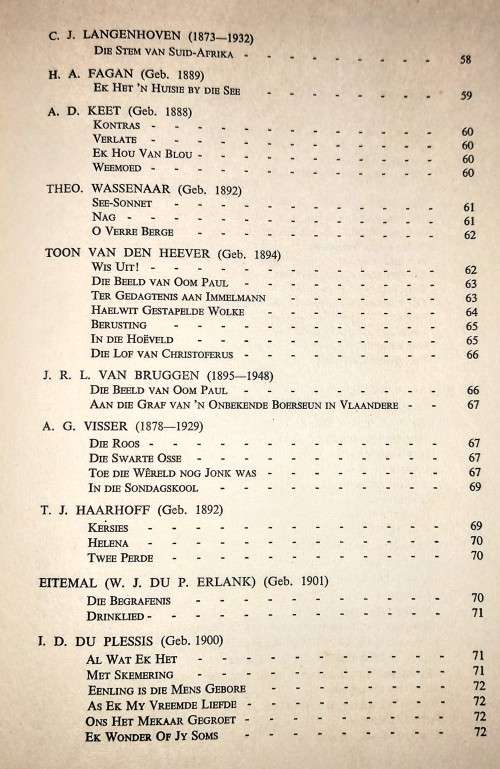 C. J. LANGENHOVEN (1873—1932)
DIE STEM VAN SUID-AFRIKA - - - - - - - - 58
H. A. FAGAN (Geb. 1889)
EK HET 'N HUISIE BY DIE SEE - - - - - - - 59
A. D. KEET (Geb. 1888)
KONTRAS - - - - - - - - - - - - 60
VERLATE - - - - - - - - - - - - 60
EK HOU VAN BLOU - - - - - - - - - - 60
WEEMOED - - - - - - - - - - - - 60
THEO. WASSENAAR (Geb. 1892)
SEE-SONNET - - - - - - - - - - - 61
NAG - - - - - - - - - - - - - 61
O VERRE BERGE - - - - - - - - - - - 62
TOON VAN DEN HEEVER (Geb. 1894)
WIS UIT! - - - - - - - - - - - - 62
DIE BEELD VAN OOM PAUL - - - - - - - - 63
TER GEDAGTENIS AAN IMMELMANN - - - - - - 63
HAELWIT GESTAPELDE WOLKE - - - - - - - 64
BERUSTING - - - - - - - - - - - 65
IN DIE HOËVELD - - - - - - - - - - 65
DIE LOF VAN CHRISTOFERUS - - - - - - - - 66
J. R. L. VAN BRUGGEN (1895—1948)
DIE BEELD VAN OOM PAUL - - - - - - - - 66
AAN DIE GRAF VAN 'N ONBEKENDE BOERSEUN IN VLAANDERE - - 67
A. G. VISSER (1878—1929)
DIE ROOS - - - - - - - - - - - - 67
DIE SWARTE OSSE - - - - - - - - - - 67
TOE DIE WÊRELD NOG JONK WAS - - - - - - - 67
IN DIE SONDAGSKOOL - - - - - - - - - 69
T. J. HAARHOFF (Geb. 1892)
KERSIES - - - - - - - - - - - - 69
HELENA - - - - - - - - - - - - 70
TWEE PERDE - - - - - - - - - - - 70
EITEMAL (W. J. DU P. ERLANK) (Geb. 1901)
DIE BEGRAFENIS - - - - - - - - - - 70
DRINKLIED - - - - - - - - - - - - 71
I. D. DU PLESSIS (Geb. 1900)
AL WAT EK HET - - - - - - - - - - 71
MET SKEMERING - - - - - - - - - - 71
EENLING IS DIE MENS GEBORE - - - - - - - 72
AS EK MY VREEMDE LIEFDE - - - - - - - - 72
ONS HET MEKAAR GEGROET - - - - - - - - 72
EK WONDER OF JY SOMS - - - - - - - - 72